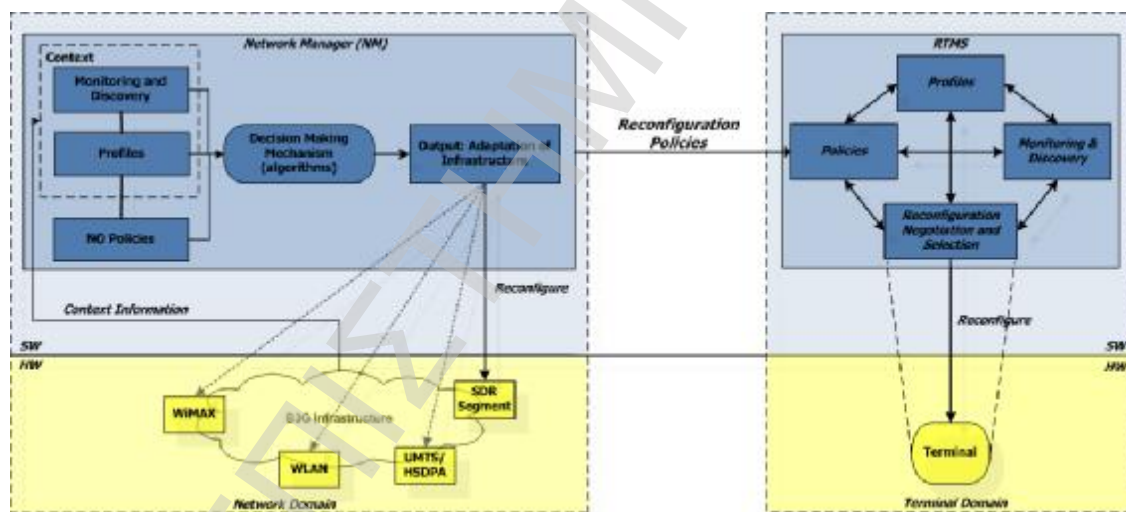 Network Manager (NM)
Context
Monitoring and
Discovery
Profiles
NO Policies
Decision Making
Mechanism
(algorithms)
Output: Adaptation of
Infrastructure
Reconfigure
Context Information
SW
HW
WiMAX
B3G Infrastructure
SDR
Segment
WLAN
UMTS/
HSDPA
Network Domain
Reconfiguration
Policies
RTMS
Profiles
Policies
Monitoring &
Discovery
Reconfiguration
Negotiation and
Selection
Reconfigure
SW
HW
Terminal
Terminal Domain